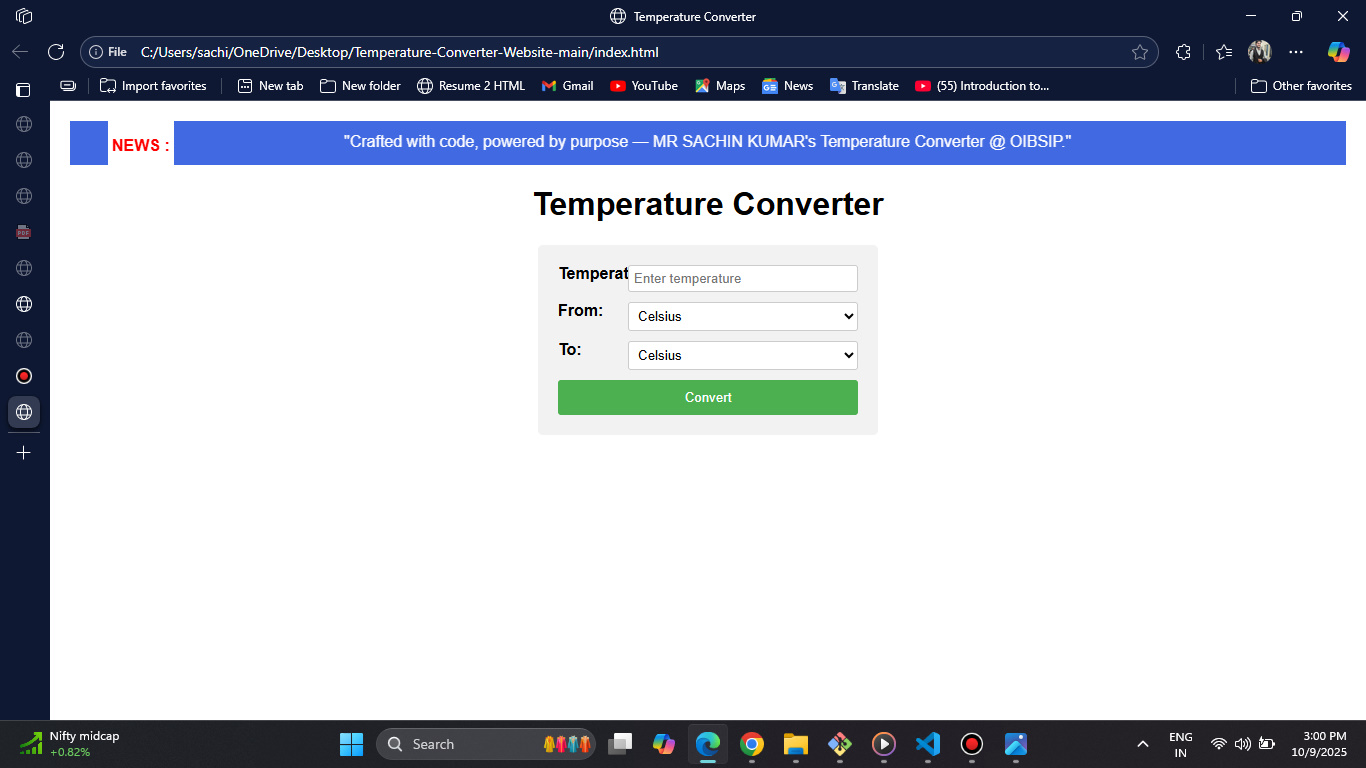 Temperature Converter
File C:/Users/sachi/OneDrive/Desktop/Temperature-Converter-Website-main/index.html
Import favorites New tab New folder Resume 2 HTML Gmail YouTube Maps News Translate (55) Introduction to... Other favorites
NEWS : "Crafted with code, powered by purpose — MR SACHIN KUMAR's Temperature Converter @ OIBSIP."
Temperature Converter
Temperat Enter temperature
From: Celsius
To: Celsius
Convert
PDF
Nifty midcap
+0.82%
Search
ENG
IN
3:00 PM
10/9/2025